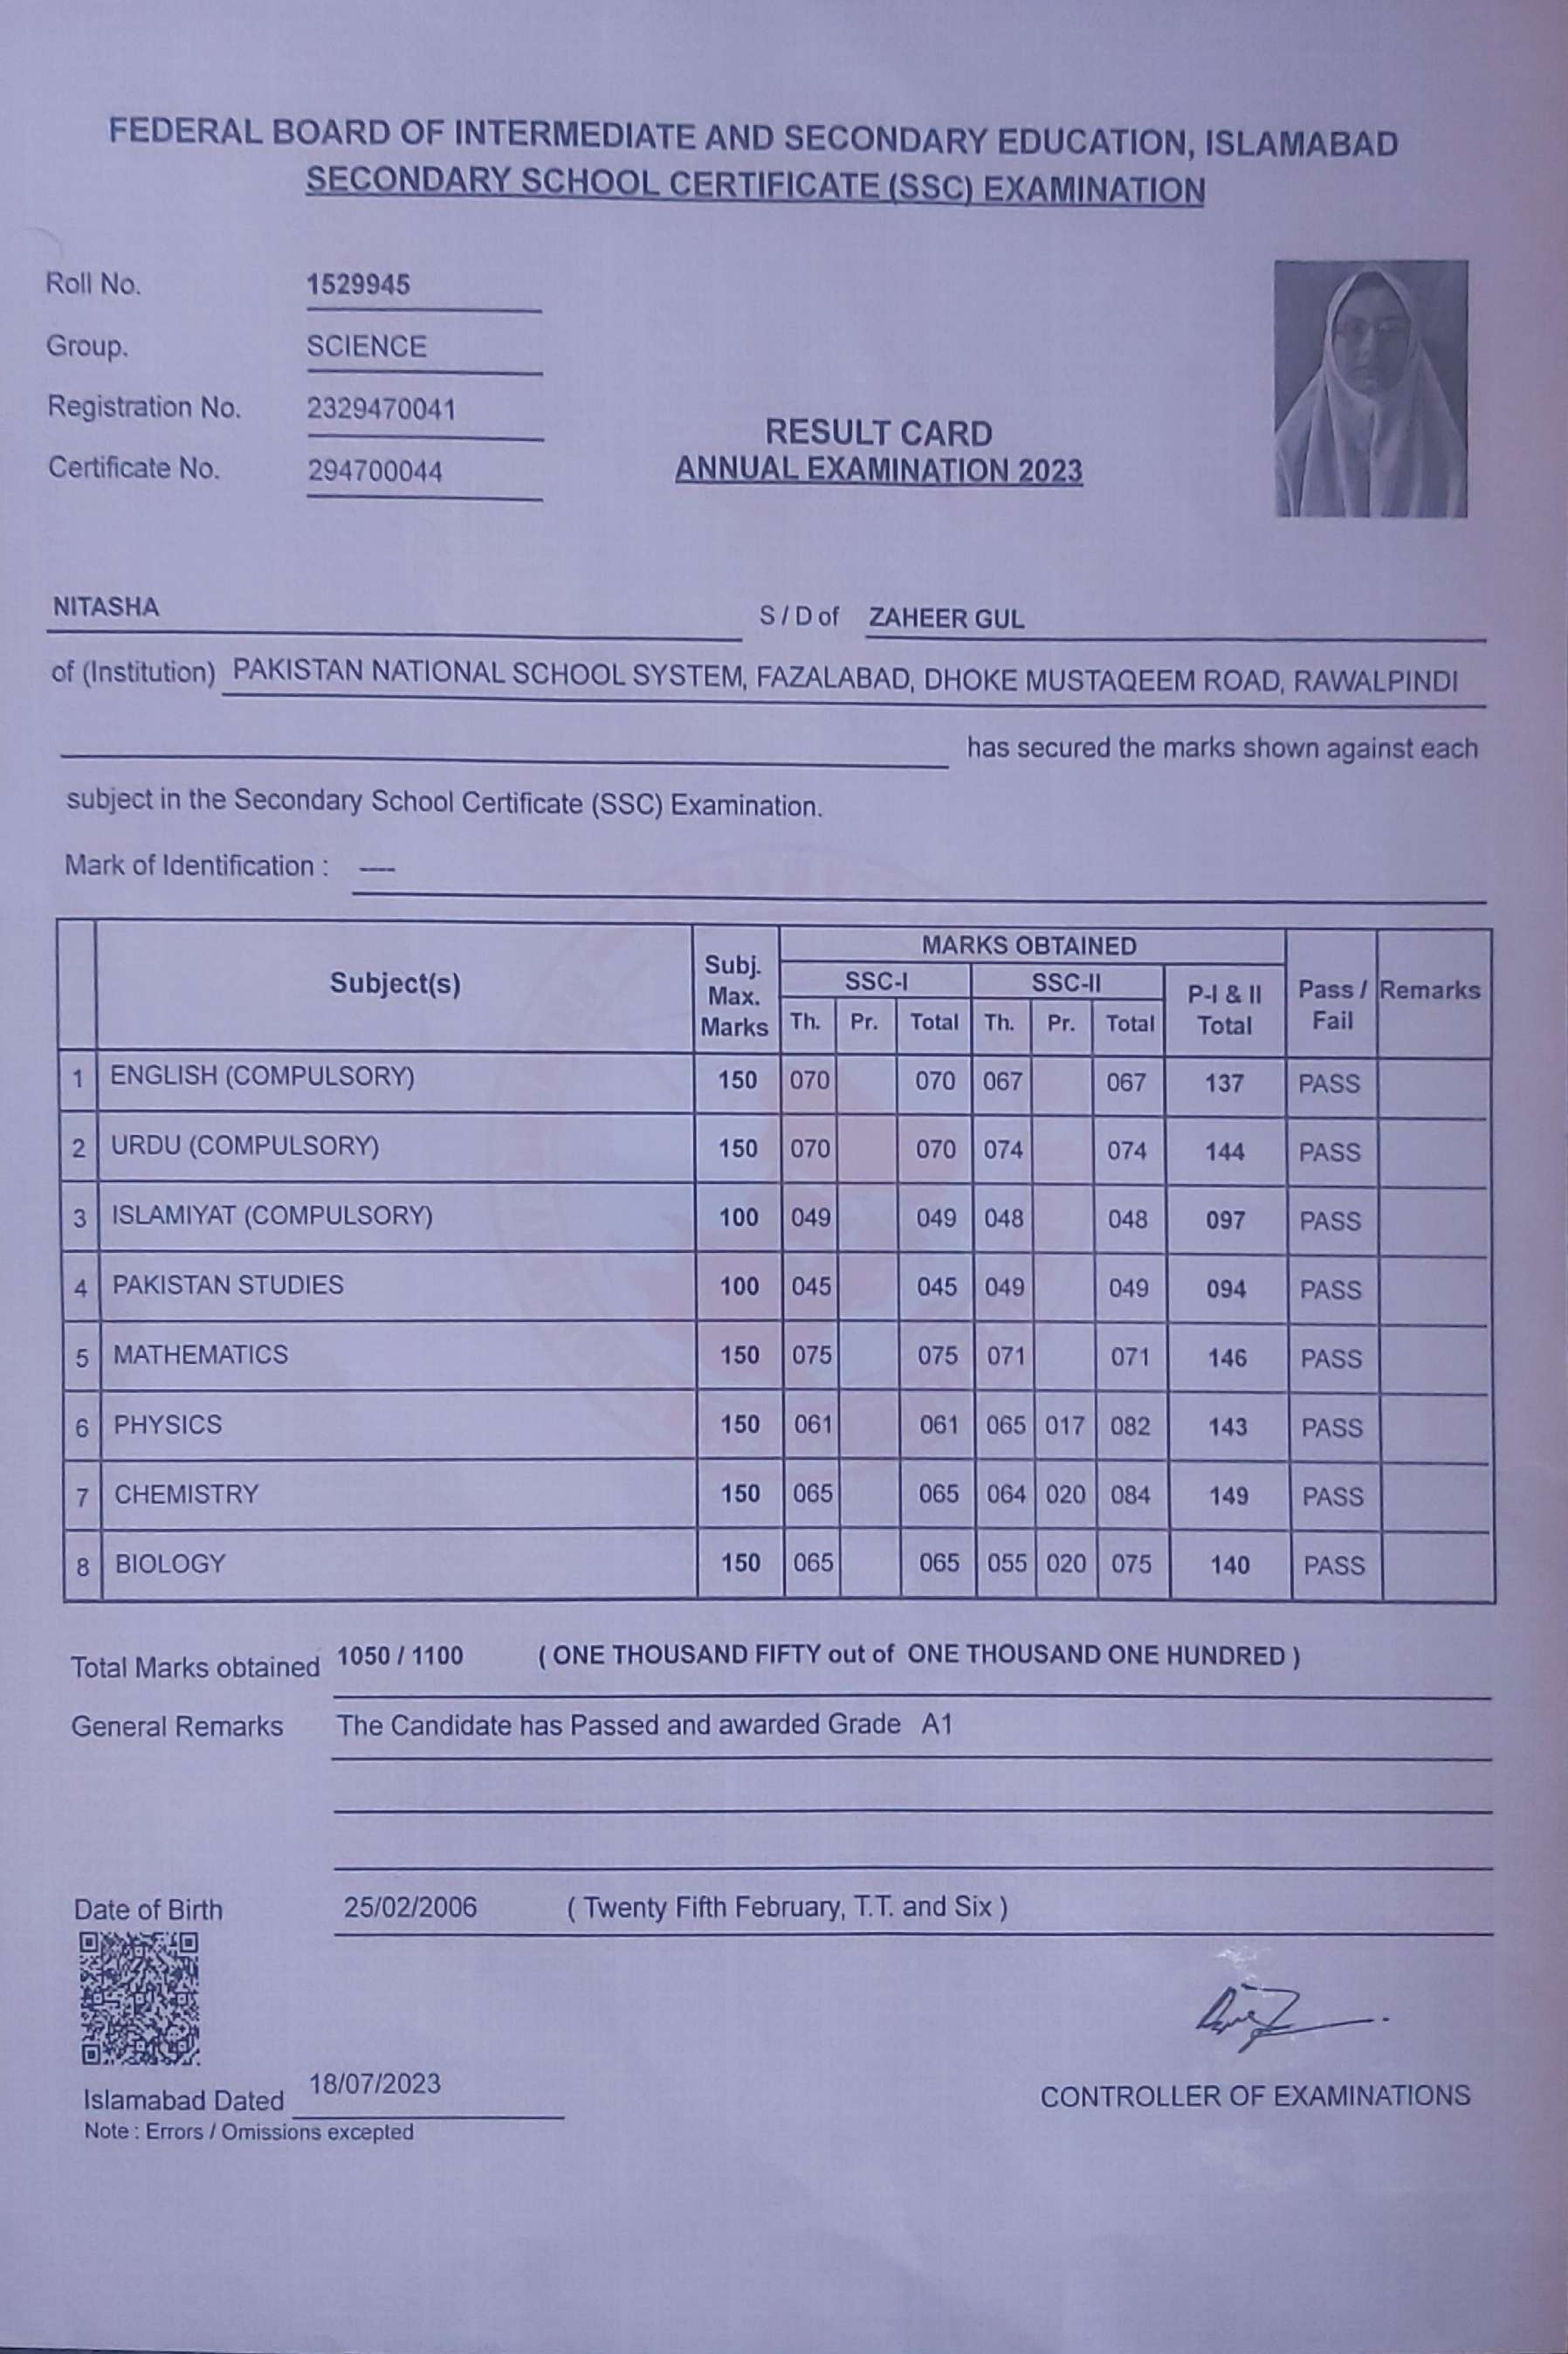 FEDERAL BOARD OF INTERMEDIATE AND SECONDARY EDUCATION, ISLAMABAD
SECONDARY SCHOOL CERTIFICATE (SSC) EXAMINATION
Roll No. 1529945
Group. SCIENCE
Registration No. 2329470041
Certificate No. 294700044
RESULT CARD
ANNUAL EXAMINATION 2023
NITASHA S / D of ZAHEER GUL
of (Institution) PAKISTAN NATIONAL SCHOOL SYSTEM, FAZALABAD, DHOKE MUSTAQEEM ROAD, RAWALPINDI
has secured the marks shown against each
subject in the Secondary School Certificate (SSC) Examination.
Mark of Identification : ----
Subject(s) Subj. Max. Marks MARKS OBTAINED Pass / Fail Remarks
SSC-I SSC-II P-I & II Total
Th. Pr. Total Th. Pr. Total
1 ENGLISH (COMPULSORY) 150 070 070 067 067 137 PASS
2 URDU (COMPULSORY) 150 070 070 074 074 144 PASS
3 ISLAMIYAT (COMPULSORY) 100 049 049 048 048 097 PASS
4 PAKISTAN STUDIES 100 045 045 049 049 094 PASS
5 MATHEMATICS 150 075 075 071 071 146 PASS
6 PHYSICS 150 061 061 065 017 082 143 PASS
7 CHEMISTRY 150 065 065 064 020 084 149 PASS
8 BIOLOGY 150 065 065 055 020 075 140 PASS
Total Marks obtained 1050 / 1100 ( ONE THOUSAND FIFTY out of ONE THOUSAND ONE HUNDRED )
General Remarks The Candidate has Passed and awarded Grade A1
Date of Birth 25/02/2006 ( Twenty Fifth February, T.T. and Six )
Islamabad Dated 18/07/2023
CONTROLLER OF EXAMINATIONS
Note : Errors / Omissions excepted